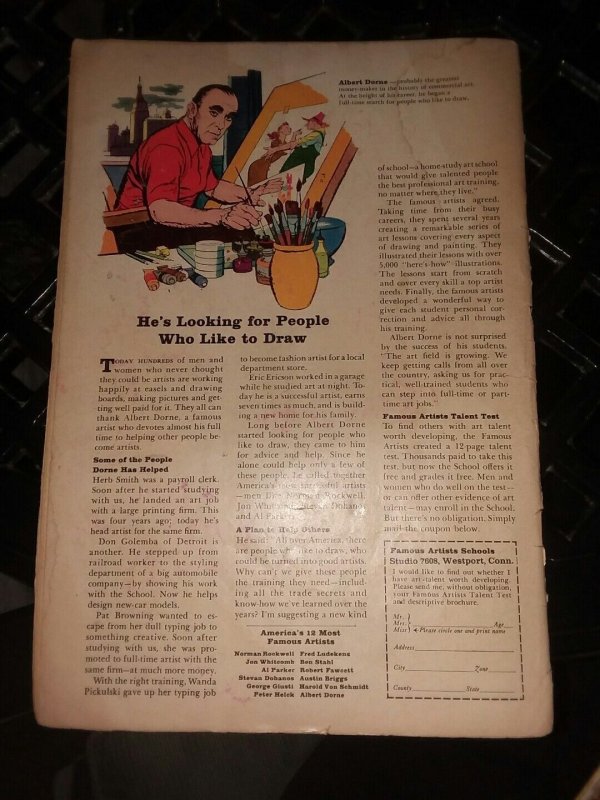 Albert Dorne —probably the greatest
money-maker in the history of commercial art.
At the height of his career, he began a
full-time search for people who like to draw.
He's Looking for People
Who Like to Draw
TODAY HUNDREDS of men and
women who never thought
they could be artists are working
happily at easels and drawing
boards, making pictures and get-
ting well paid for it. They all can
thank Albert Dorne, a famous
artist who devotes almost his full
time to helping other people be-
come artists.
Some of the People
Dorne Has Helped
Herb Smith was a payroll clerk.
Soon after he started studying
with us, he landed an art job
with a large printing firm. This
was four years ago; today he's
head artist for the same firm.
Don Golemba of Detroit is
another. He stepped up from
railroad worker to the styling
department of a big automobile
company—by showing his work
with the School. Now he helps
design new-car models.
Pat Browning wanted to es-
cape from her dull typing job to
something creative. Soon after
studying with us, she was pro-
moted to full-time artist with the
same firm—at much more money.
With the right training, Wanda
Pickulski gave up her typing job
to become fashion artist for a local
department store.
Eric Ericson worked in a garage
while he studied art at night. To-
day he is a successful artist, earns
seven times as much, and is build-
ing a new home for his family.
Long before Albert Dorne
started looking for people who
like to draw, they came to him
for advice and help. Since he
alone could help only a few of
these people, he called together
America's most successful artists
—men like Norman Rockwell,
Jon Whitcomb, Stevan Dohanos
and Al Parker.
A Plan to Help Others
He said: "All over America, there
are people who like to draw, who
could be turned into good artists.
Why can't we give these people
the training they need—includ-
ing all the trade secrets and
know-how we've learned over the
years? I'm suggesting a new kind
America's 12 Most
Famous Artists
Norman Rockwell Fred Ludekens
Jon Whitcomb Ben Stahl
Al Parker Robert Fawcett
Stevan Dohanos Austin Briggs
George Giusti Harold Von Schmidt
Peter Helck Albert Dorne
of school—a home-study art school
that would give talented people
the best professional art training,
no matter where they live."
The famous artists agreed.
Taking time from their busy
careers, they spent several years
creating a remarkable series of
art lessons covering every aspect
of drawing and painting. They
illustrated their lessons with over
5,000 "here's-how" illustrations.
The lessons start from scratch
and cover every skill a top artist
needs. Finally, the famous artists
developed a wonderful way to
give each student personal cor-
rection and advice all through
his training.
Albert Dorne is not surprised
by the success of his students.
"The art field is growing. We
keep getting calls from all over
the country, asking us for prac-
tical, well-trained students who
can step into full-time or part-
time art jobs."
Famous Artists Talent Test
To find others with art talent
worth developing, the Famous
Artists created a 12-page talent
test. Thousands paid to take this
test, but now the School offers it
free and grades it free. Men and
women who do well on the test—
or can offer other evidence of art
talent—may enroll in the School.
But there's no obligation. Simply
mail the coupon below.
Famous Artists Schools
Studio 7608, Westport, Conn.
I would like to find out whether I
have art talent worth developing.
Please send me, without obligation,
your Famous Artists Talent Test
and descriptive brochure.
Mr.
Mrs. Age
Miss Please circle one and print name
Address
City Zone
County State